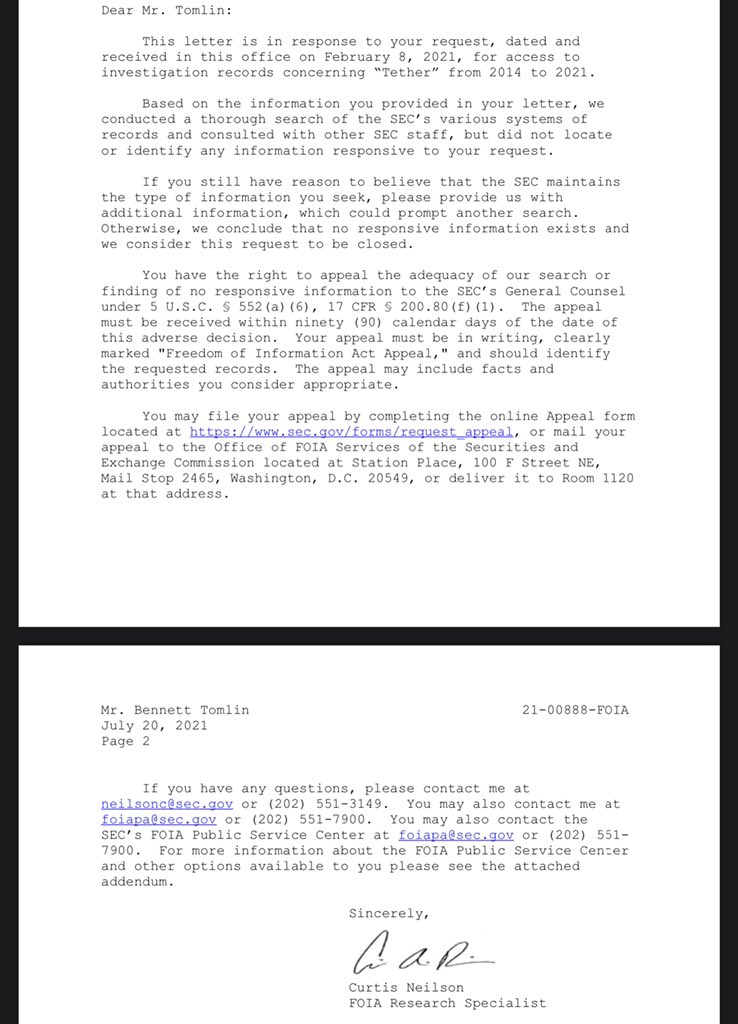 Dear Mr. Tomlin:
This letter is in response to your request, dated and
received in this office on February 8, 2021, for access to
investigation records concerning “Tether” from 2014 to 2021.
Based on the information you provided in your letter, we
conducted a thorough search of the SEC’s various systems of
records and consulted with other SEC staff, but did not locate
or identify any information responsive to your request.
If you still have reason to believe that the SEC maintains
the type of information you seek, please provide us with
additional information, which could prompt another search.
Otherwise, we conclude that no responsive information exists and
we consider this request to be closed.
You have the right to appeal the adequacy of our search or
finding of no responsive information to the SEC’s General Counsel
under 5 U.S.C. § 552(a)(6), 17 CFR § 200.80(f)(1). The appeal
must be received within ninety (90) calendar days of the date of
this adverse decision. Your appeal must be in writing, clearly
marked "Freedom of Information Act Appeal," and should identify
the requested records. The appeal may include facts and
authorities you consider appropriate.
You may file your appeal by completing the online Appeal form
located at https://www.sec.gov/forms/request_appeal, or mail your
appeal to the Office of FOIA Services of the Securities and
Exchange Commission located at Station Place, 100 F Street NE,
Mail Stop 2465, Washington, D.C. 20549, or deliver it to Room 1120
at that address.
Mr. Bennett Tomlin 21-00888-FOIA
July 20, 2021
Page 2
If you have any questions, please contact me at
neilsonc@sec.gov or (202) 551-3149. You may also contact me at
foiapa@sec.gov or (202) 551-7900. You may also contact the
SEC’s FOIA Public Service Center at foiapa@sec.gov or (202) 551-
7900. For more information about the FOIA Public Service Center
and other options available to you please see the attached
addendum.
Sincerely,
Curtis Neilson
FOIA Research Specialist